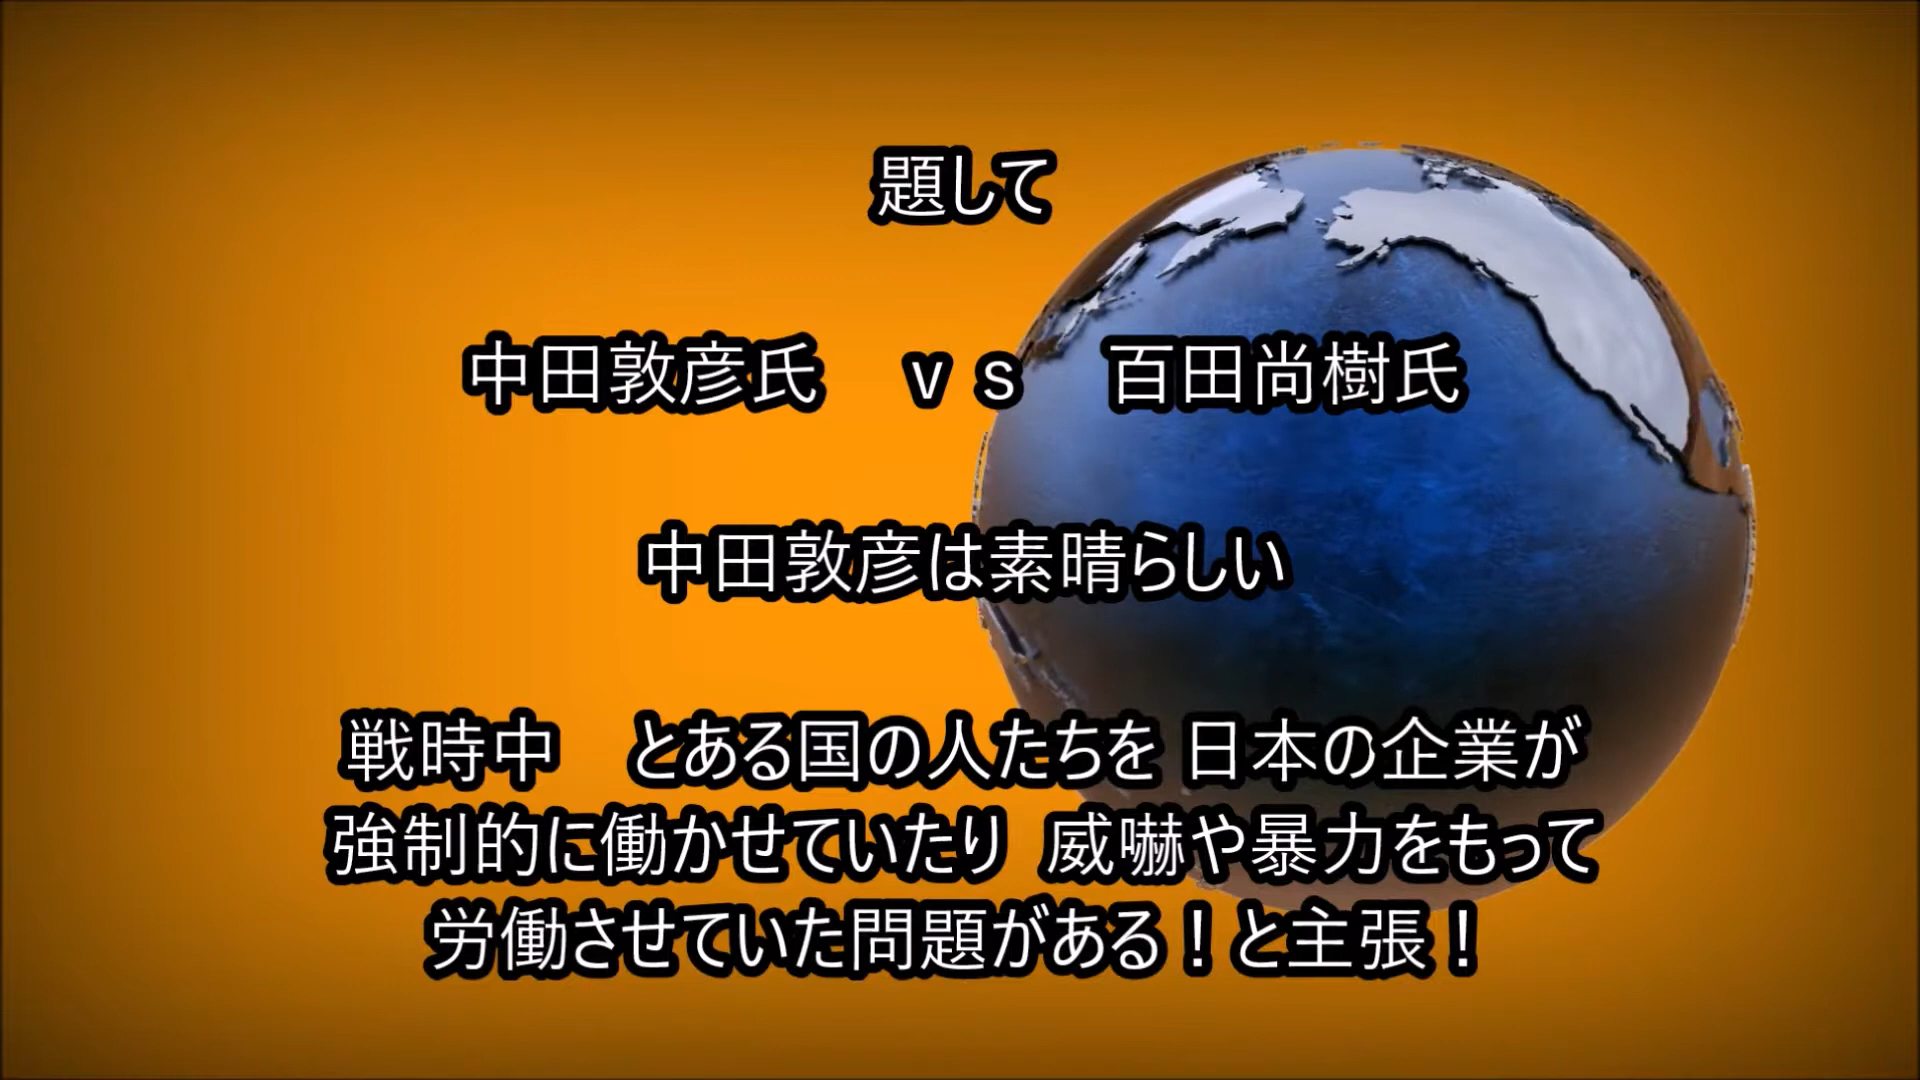 題して
中田敦彦氏　ｖｓ　百田尚樹氏
中田敦彦は素晴らしい
戦時中　とある国の人たちを 日本の企業が
強制的に働かせていたり 威嚇や暴力をもって
労働させていた問題がある！と主張！